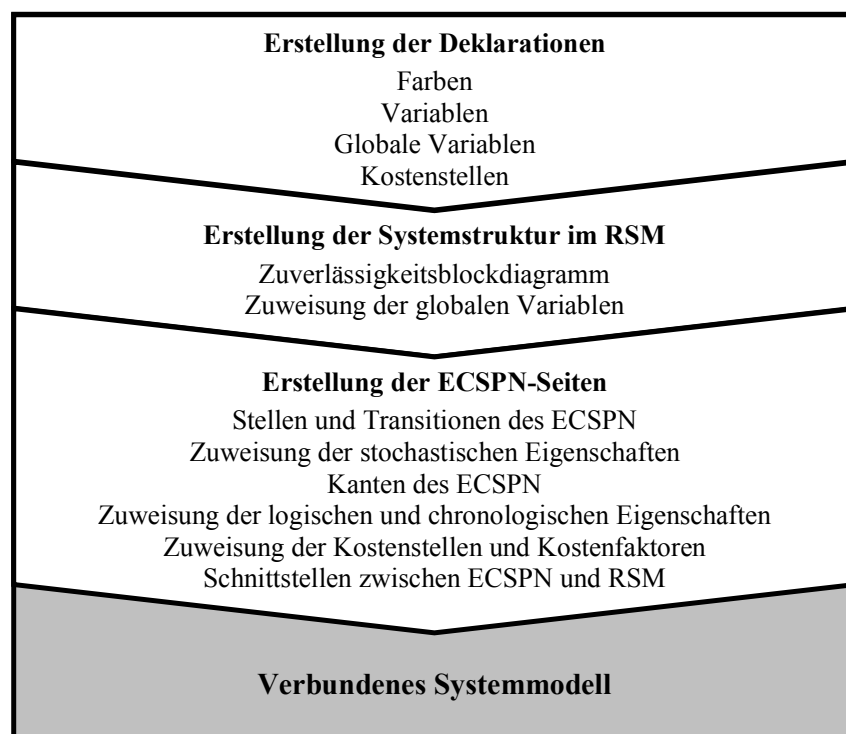 Erstellung der Deklarationen
Farben
Variablen
Globale Variablen
Kostenstellen
Erstellung der Systemstruktur im RSM
Zuverlässigkeitsblockdiagramm
Zuweisung der globalen Variablen
Erstellung der ECSPN-Seiten
Stellen und Transitionen des ECSPN
Zuweisung der stochastischen Eigenschaften
Kanten des ECSPN
Zuweisung der logischen und chronologischen Eigenschaften
Zuweisung der Kostenstellen und Kostenfaktoren
Schnittstellen zwischen ECSPN und RSM
Verbundenes Systemmodell